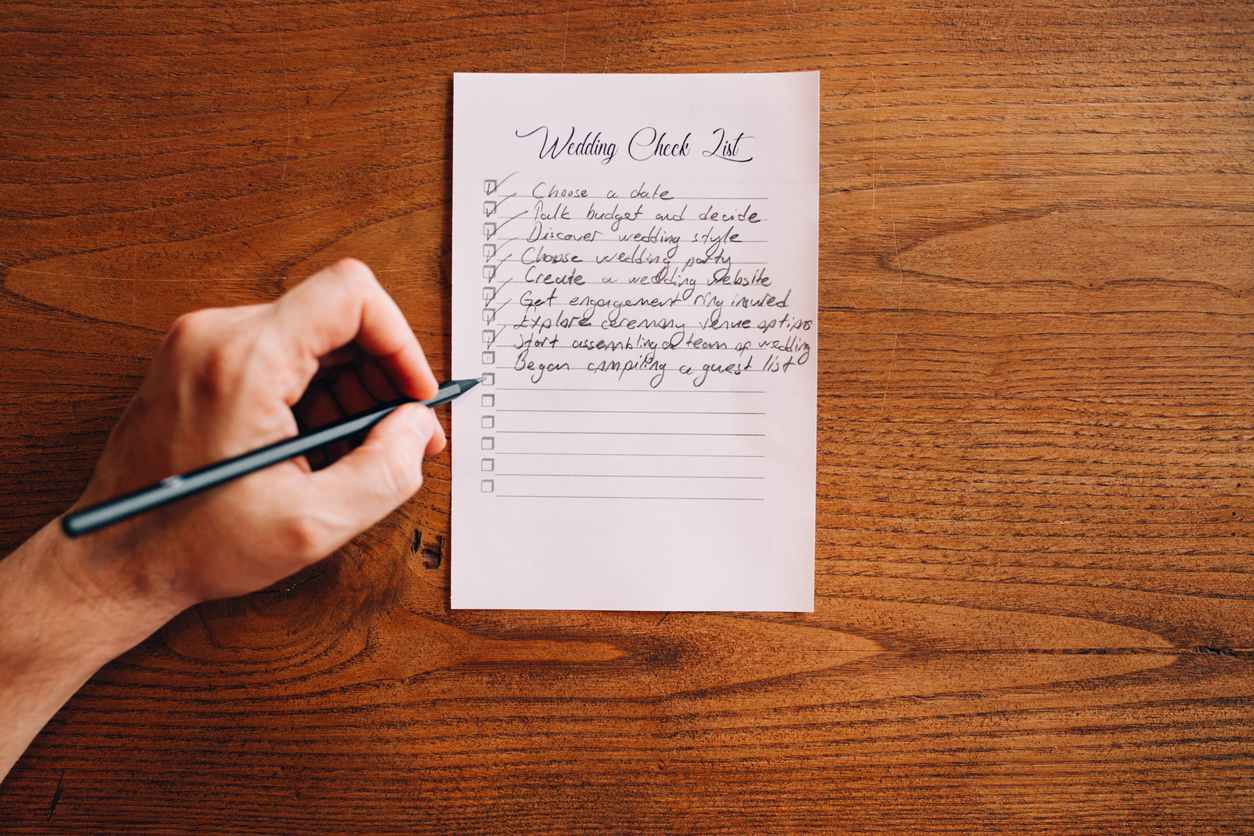 Wedding Check List
Choose a date
Talk budget and decide
Discover wedding style
Choose wedding party
Create a wedding website
Get engagement ring insured
Explore ceremony venue options
Start assembling a team of wedding
Began compiling a guest list